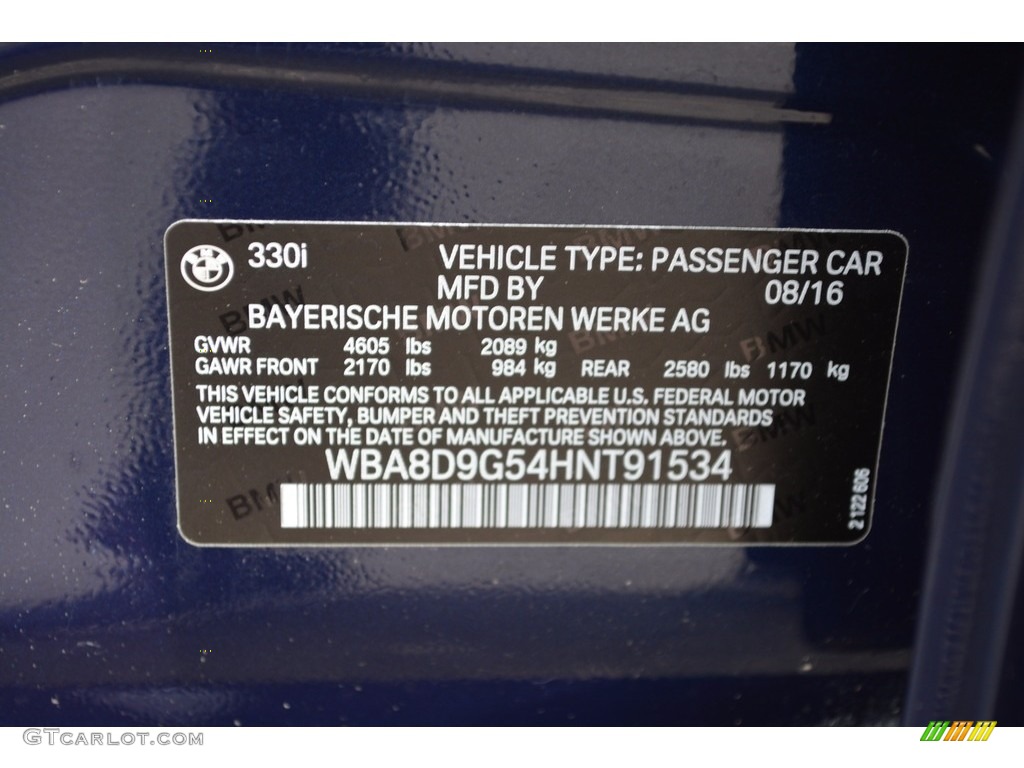 330i VEHICLE TYPE: PASSENGER CAR
MFD BY 08/16
BAYERISCHE MOTOREN WERKE AG
GVWR 4605 lbs 2089 kg
GAWR FRONT 2170 lbs 984 kg REAR 2580 lbs 1170 kg
THIS VEHICLE CONFORMS TO ALL APPLICABLE U.S. FEDERAL MOTOR
VEHICLE SAFETY, BUMPER AND THEFT PREVENTION STANDARDS
IN EFFECT ON THE DATE OF MANUFACTURE SHOWN ABOVE.
WBA8D9G54HNT91534
2 122 606
GTCARLOT.COM